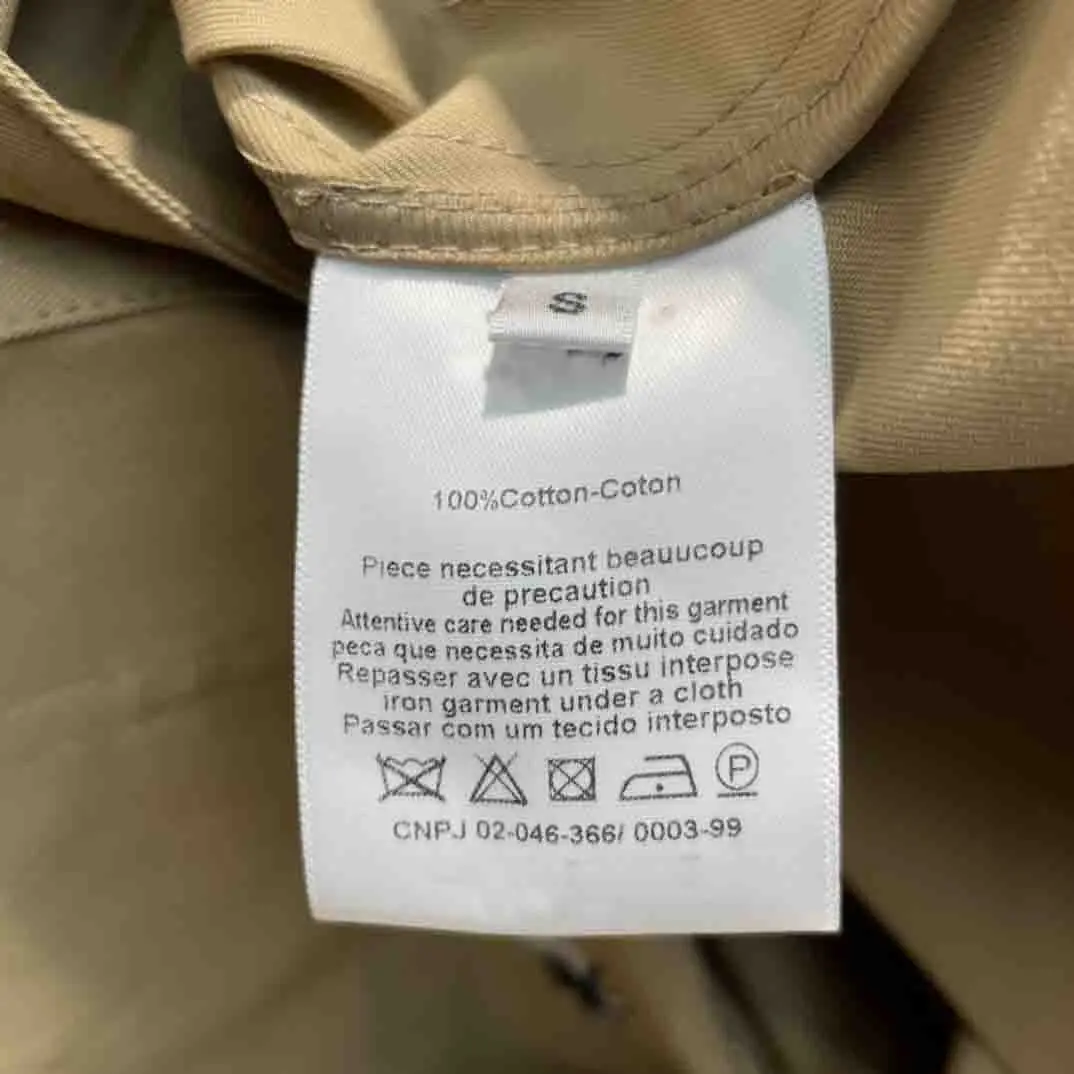 S
100%Cotton-Coton
Piece necessitant beauucoup
de precaution
Attentive care needed for this garment
peca que necessita de muito cuidado
Repasser avec un tissu interpose
iron garment under a cloth
Passar com um tecido interposto
P
CNPJ 02-046-366/ 0003-99